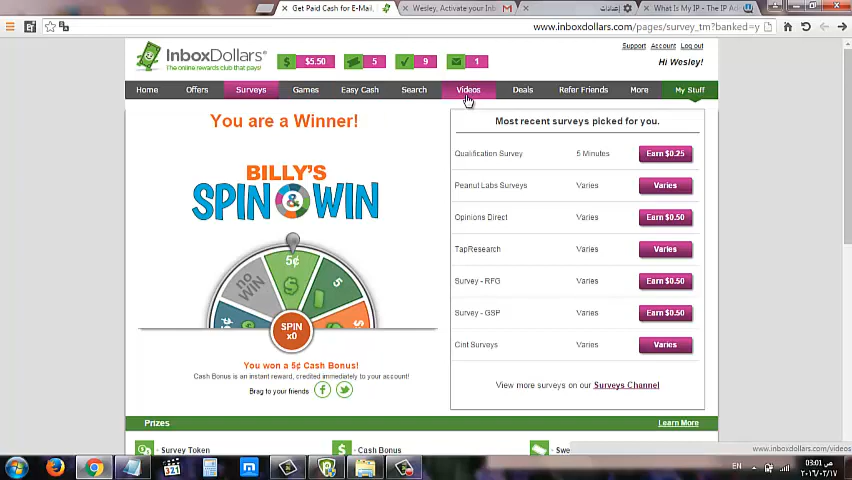 Get Paid Cash for E-Mail,
Wesley, Activate your Inb
إعدادات
What Is My IP - The IP Ad
www.inboxdollars.com/pages/survey_tm?banked=y
InboxDollars®
The online rewards club that pays!
$5.50
5
9
1
Support
Account
Log out
Hi Wesley!
Home
Offers
Surveys
Games
Easy Cash
Search
Videos
Deals
Refer Friends
More
My Stuff
You are a Winner!
BILLY'S
SPIN & WIN
no WIN
5¢
5
SPIN
x0
You won a 5¢ Cash Bonus!
Cash Bonus is an instant reward, credited immediately to your account!
Brag to your friends
Most recent surveys picked for you.
Qualification Survey 5 Minutes Earn $0.25
Peanut Labs Surveys Varies Varies
Opinions Direct Varies Earn $0.50
TapResearch Varies Varies
Survey - RFG Varies Earn $0.50
Survey - GSP Varies Earn $0.50
Cint Surveys Varies Varies
View more surveys on our Surveys Channel
Prizes
Learn More
- Survey Token
- Cash Bonus
www.inboxdollars.com/videos
321
EN
03:01 ص
٢٠١٦/٠٢/١٧